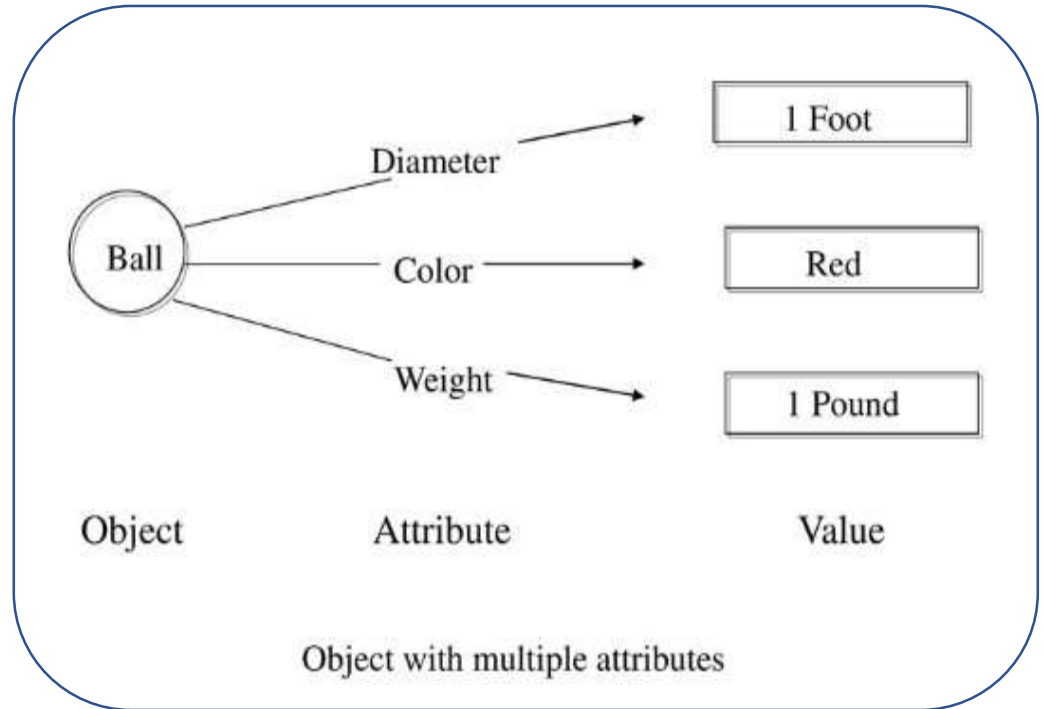 1 Foot
Diameter
Ball
Color
Red
Weight
1 Pound
Object Attribute Value
Object with multiple attributes